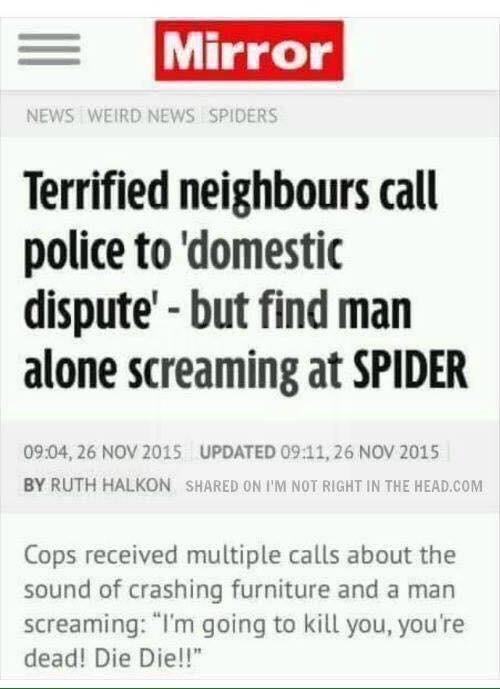 Mirror
NEWS WEIRD NEWS SPIDERS
Terrified neighbours call
police to 'domestic
dispute' - but find man
alone screaming at SPIDER
09:04, 26 NOV 2015 UPDATED 09:11, 26 NOV 2015
BY RUTH HALKON SHARED ON I'M NOT RIGHT IN THE HEAD.COM
Cops received multiple calls about the
sound of crashing furniture and a man
screaming: “I'm going to kill you, you're
dead! Die Die!!”